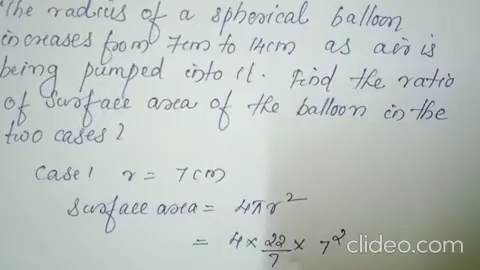 The radius of a spherical balloon
increases from 7cm to 14cm as air is
being pumped into it. Find the ratio
of surface area of the balloon in the
two cases?
Case 1 r = 7cm
Surface area = 4πr²
= 4 × 22/7 × 7²
clideo.com